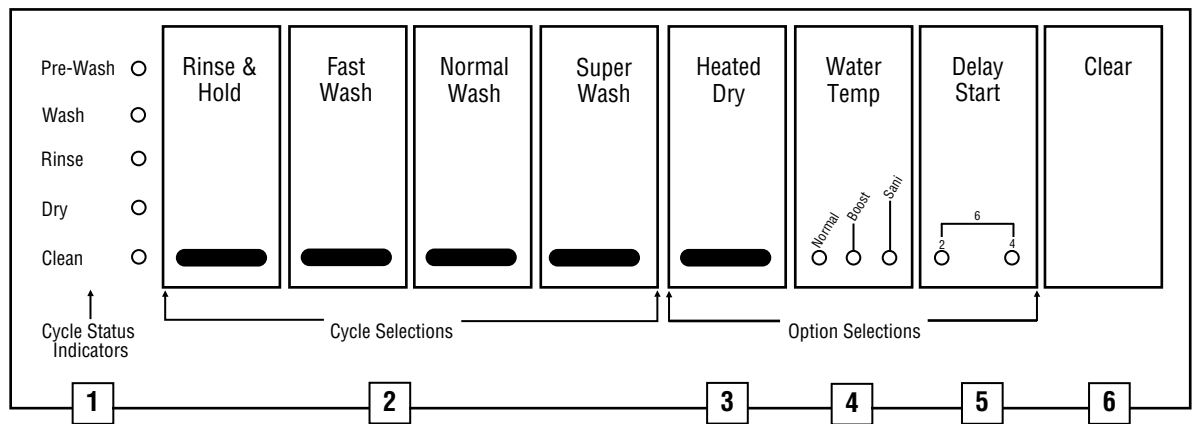 Pre-Wash
Wash
Rinse
Dry
Clean
Cycle Status
Indicators
Rinse &
Hold
Fast
Wash
Normal
Wash
Super
Wash
Cycle Selections
Heated
Dry
Water
Temp
Normal
Boost
Sani
Delay
Start
6
2
4
Option Selections
Clear
1
2
3
4
5
6